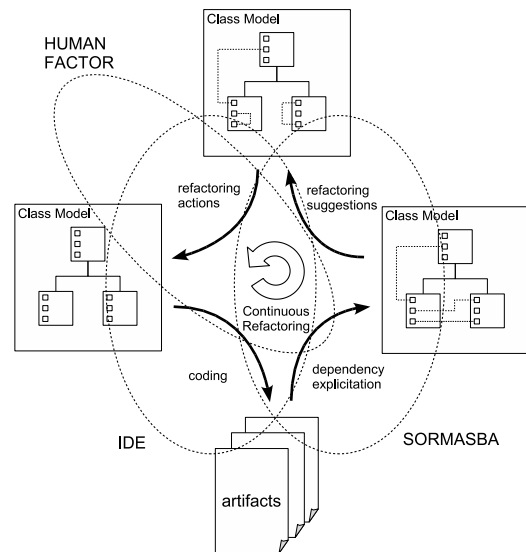 Class Model
HUMAN
FACTOR
refactoring
actions
refactoring
suggestions
Class Model
Class Model
Continuous
Refactoring
coding
dependency
explicitation
IDE
SORMASBA
artifacts